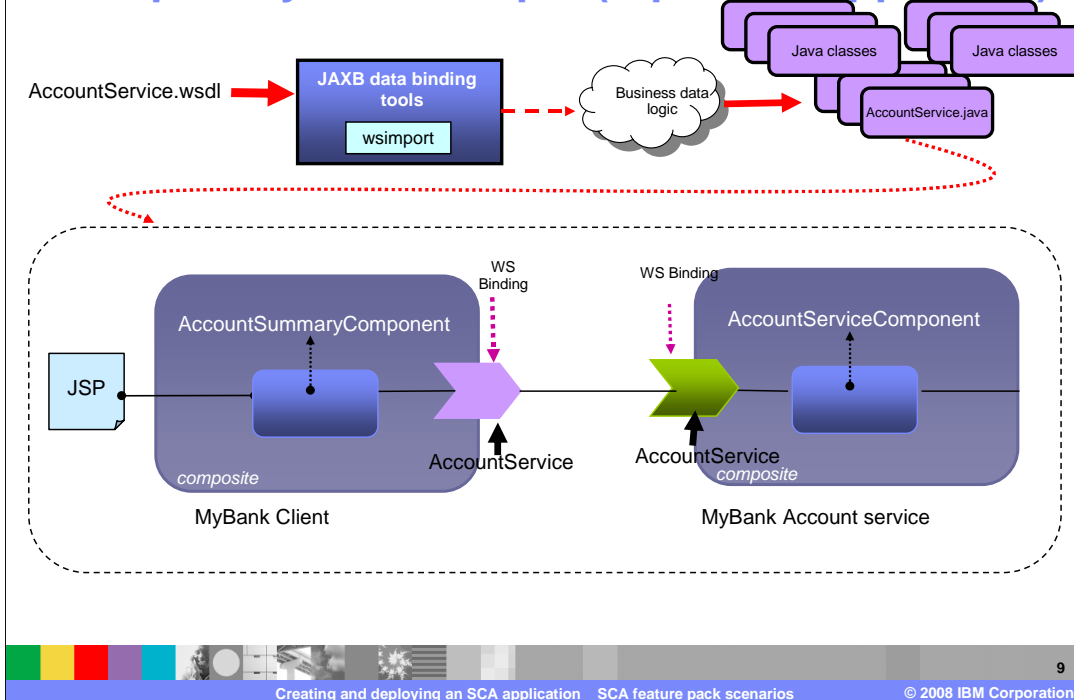 Java classes
Java classes
AccountService.java
AccountService.wsdl
JAXB data binding
tools
wsimport
Business data
logic
WS
Binding
WS Binding
AccountSummaryComponent
AccountServiceComponent
JSP
AccountService
AccountService
composite
composite
MyBank Client
MyBank Account service
9
Creating and deploying an SCA application SCA feature pack scenarios
© 2008 IBM Corporation